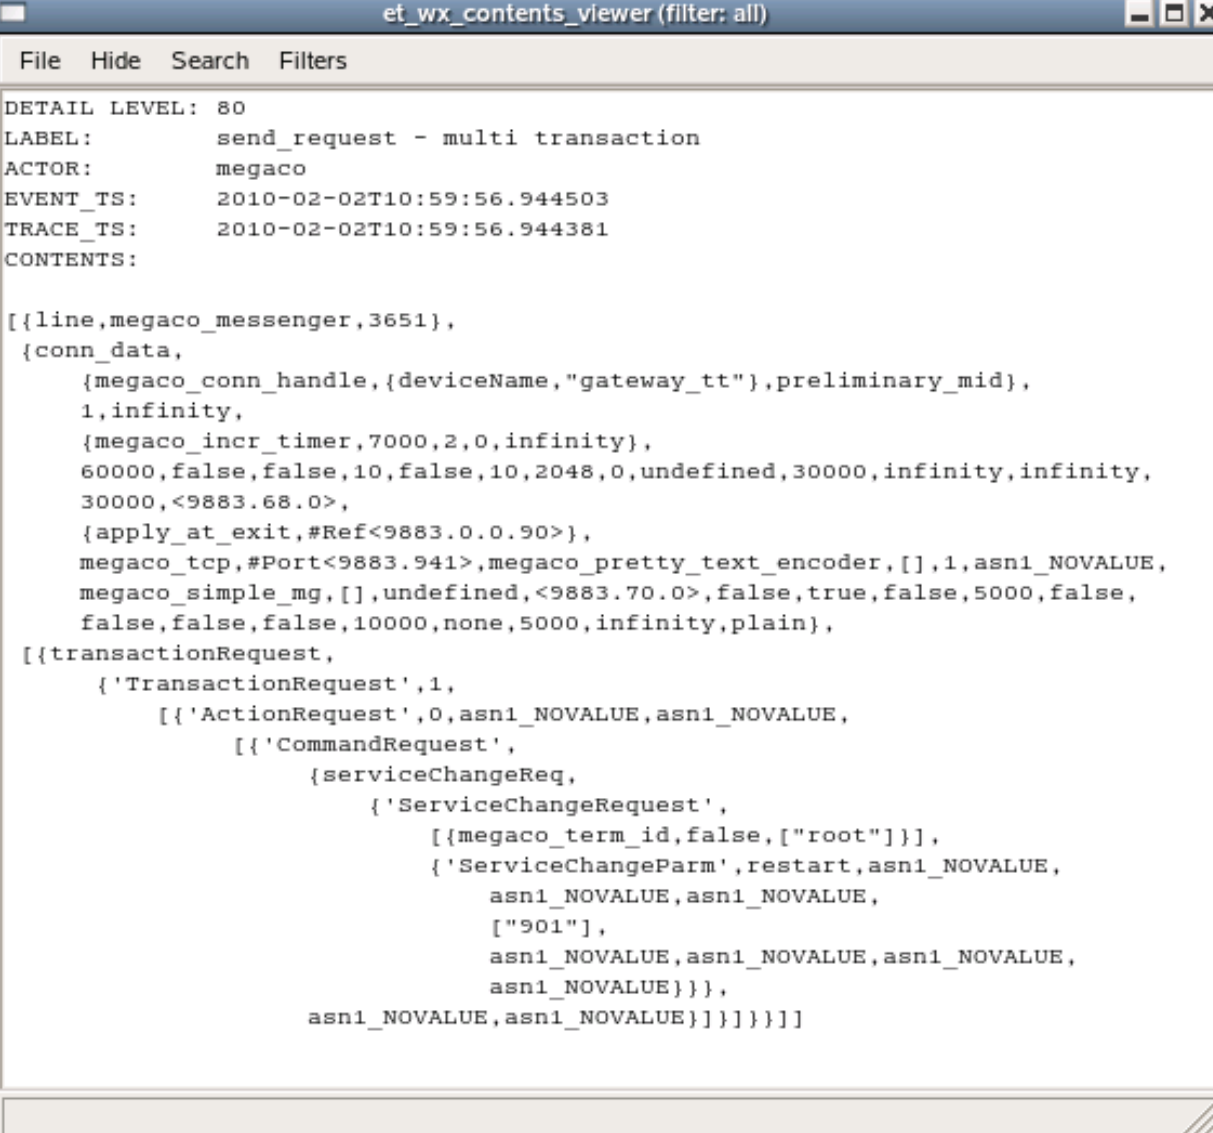 et_wx_contents_viewer (filter: all)
File Hide Search Filters
DETAIL LEVEL: 80
LABEL: send_request - multi transaction
ACTOR: megaco
EVENT_TS: 2010-02-02T10:59:56.944503
TRACE_TS: 2010-02-02T10:59:56.944381
CONTENTS:
[{line,megaco_messenger,3651},
{conn_data,
{megaco_conn_handle,{deviceName,"gateway_tt"},preliminary_mid},
1,infinity,
{megaco_incr_timer,7000,2,0,infinity},
60000,false,false,10,false,10,2048,0,undefined,30000,infinity,infinity,
30000,<9883.68.0>,
{apply_at_exit,#Ref<9883.0.0.90>},
megaco_tcp,#Port<9883.941>,megaco_pretty_text_encoder,[],1,asn1_NOVALUE,
megaco_simple_mg,[],undefined,<9883.70.0>,false,true,false,5000,false,
false,false,false,10000,none,5000,infinity,plain},
[{transactionRequest,
{'TransactionRequest',1,
[{'ActionRequest',0,asn1_NOVALUE,asn1_NOVALUE,
[{'CommandRequest',
{serviceChangeReq,
{'ServiceChangeRequest',
[{megaco_term_id,false,["root"]}],
{'ServiceChangeParm',restart,asn1_NOVALUE,
asn1_NOVALUE,asn1_NOVALUE,
["901"],
asn1_NOVALUE,asn1_NOVALUE,asn1_NOVALUE,
asn1_NOVALUE}}},
asn1_NOVALUE,asn1_NOVALUE}]}]}}]]